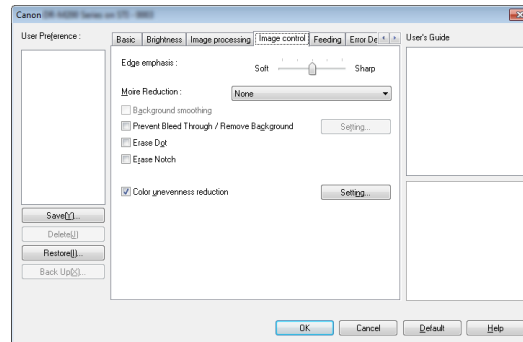 Canon
User Preference :
Basic Brightness Image processing Image control Feeding Error De
User's Guide
Edge emphasis :
Soft Sharp
Moire Reduction :
None
Background smoothing
Prevent Bleed Through / Remove Background
Setting...
Erase Dot
Erase Notch
Color unevenness reduction
Setting...
Save(Y)...
Delete(J)
Restore(I)...
Back Up(X)...
OK Cancel Default Help